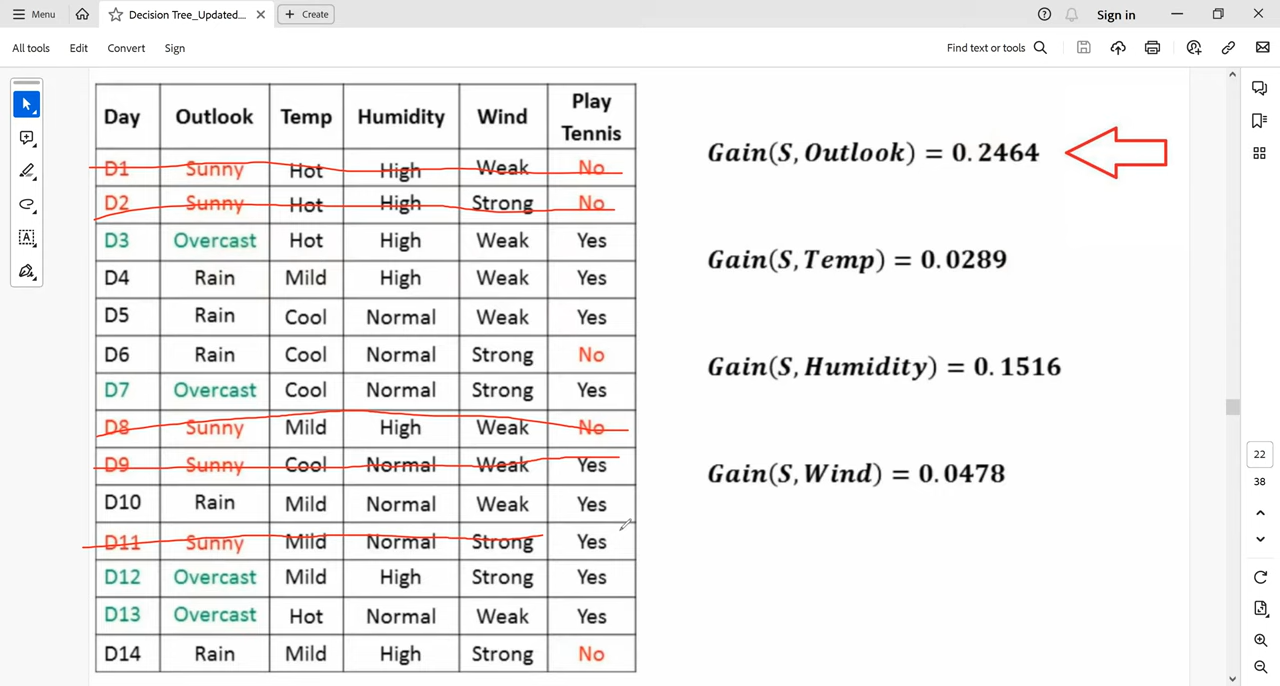 Menu Decision Tree_Updated... Create Sign in
All tools Edit Convert Sign Find text or tools
Day Outlook Temp Humidity Wind Play Tennis
D1 Sunny Hot High Weak No
D2 Sunny Hot High Strong No
D3 Overcast Hot High Weak Yes
D4 Rain Mild High Weak Yes
D5 Rain Cool Normal Weak Yes
D6 Rain Cool Normal Strong No
D7 Overcast Cool Normal Strong Yes
D8 Sunny Mild High Weak No
D9 Sunny Cool Normal Weak Yes
D10 Rain Mild Normal Weak Yes
D11 Sunny Mild Normal Strong Yes
D12 Overcast Mild High Strong Yes
D13 Overcast Hot Normal Weak Yes
D14 Rain Mild High Strong No
Gain(S, Outlook) = 0.2464
Gain(S, Temp) = 0.0289
Gain(S, Humidity) = 0.1516
Gain(S, Wind) = 0.0478
22
38